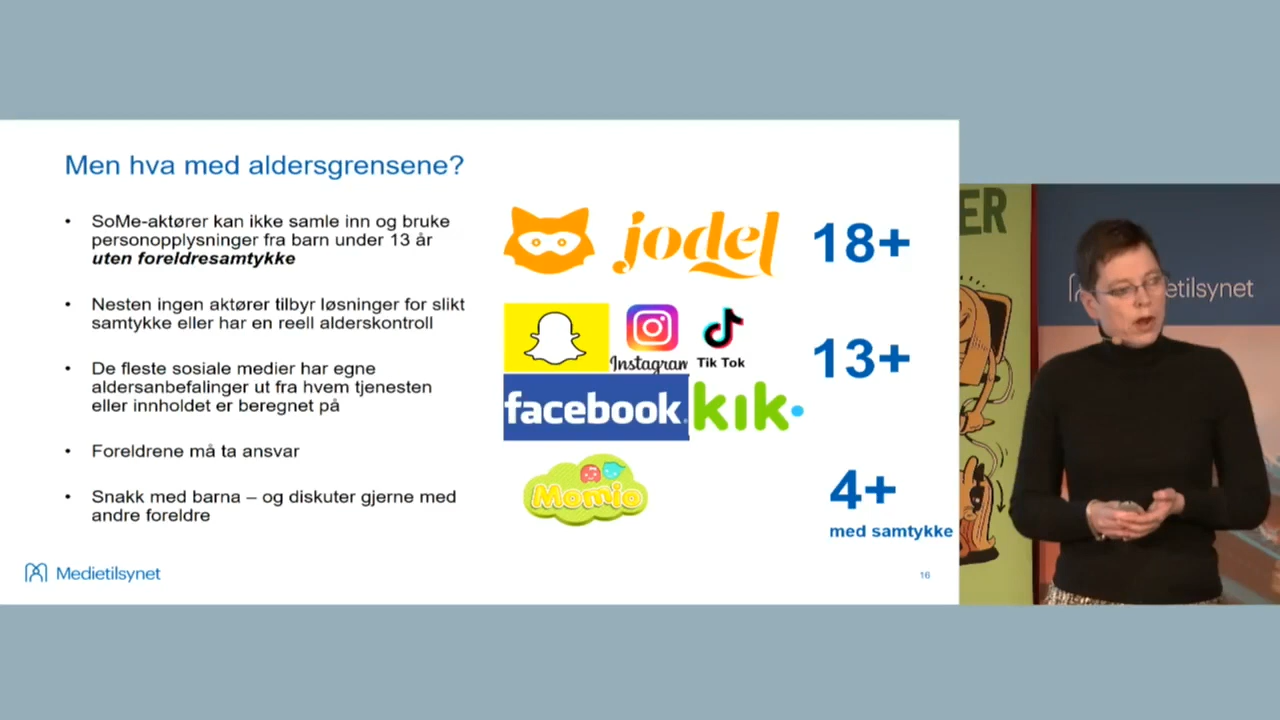 Men hva med aldersgrensene?
• SoMe-aktører kan ikke samle inn og bruke
personopplysninger fra barn under 13 år
uten foreldresamtykke
• Nesten ingen aktører tilbyr løsninger for slikt
samtykke eller har en reell alderskontroll
• De fleste sosiale medier har egne
aldersanbefalinger ut fra hvem tjenesten
eller innholdet er beregnet på
• Foreldrene må ta ansvar
• Snakk med barna – og diskuter gjerne med
andre foreldre
jodel 18+
Instagram Tik Tok 13+
facebook. kik
Momio 4+
med samtykke
Medietilsynet
16
ER
etilsynet